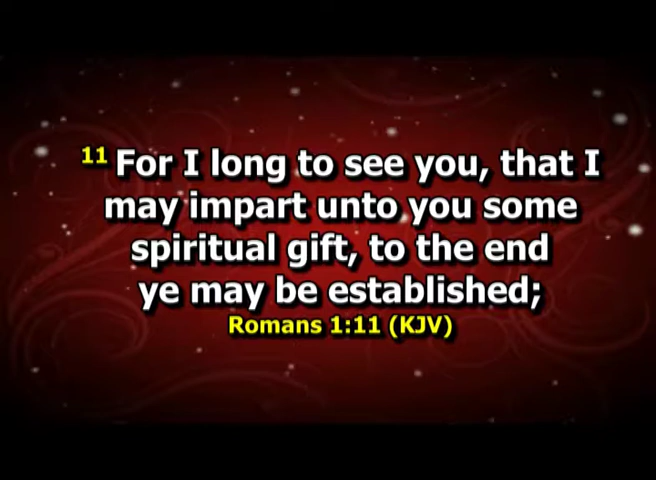 11 For I long to see you, that I
may impart unto you some
spiritual gift, to the end
ye may be established;
Romans 1:11 (KJV)